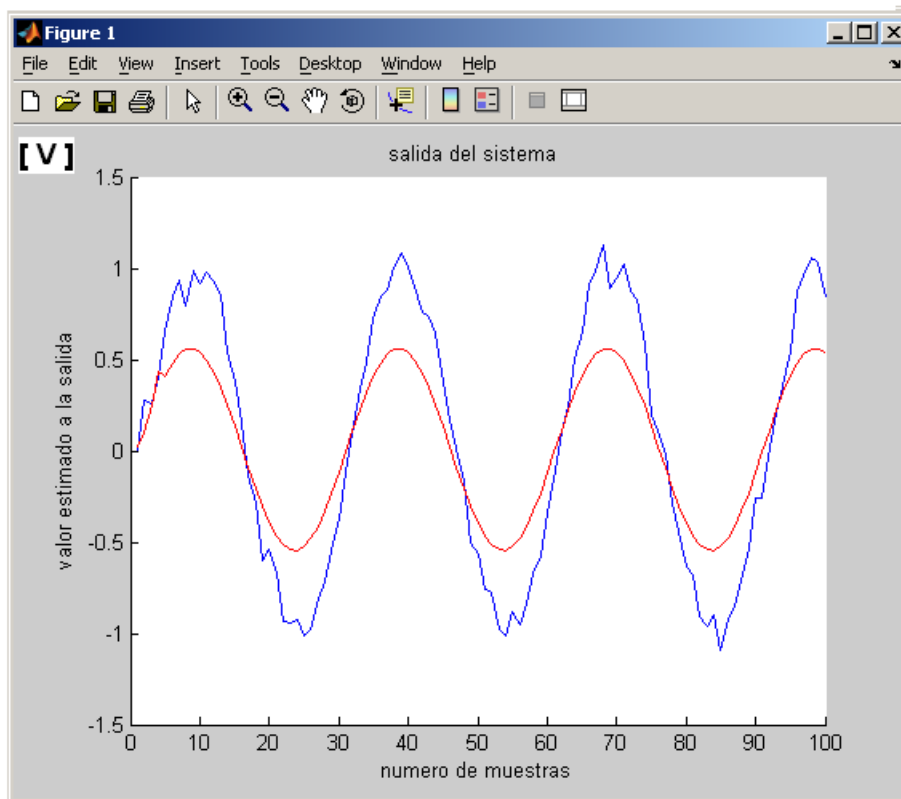 Figure 1
File Edit View Insert Tools Desktop Window Help
[ V ]
salida del sistema
1.5
1
0.5
0
-0.5
-1
-1.5
valor estimado a la salida
0 10 20 30 40 50 60 70 80 90 100
numero de muestras